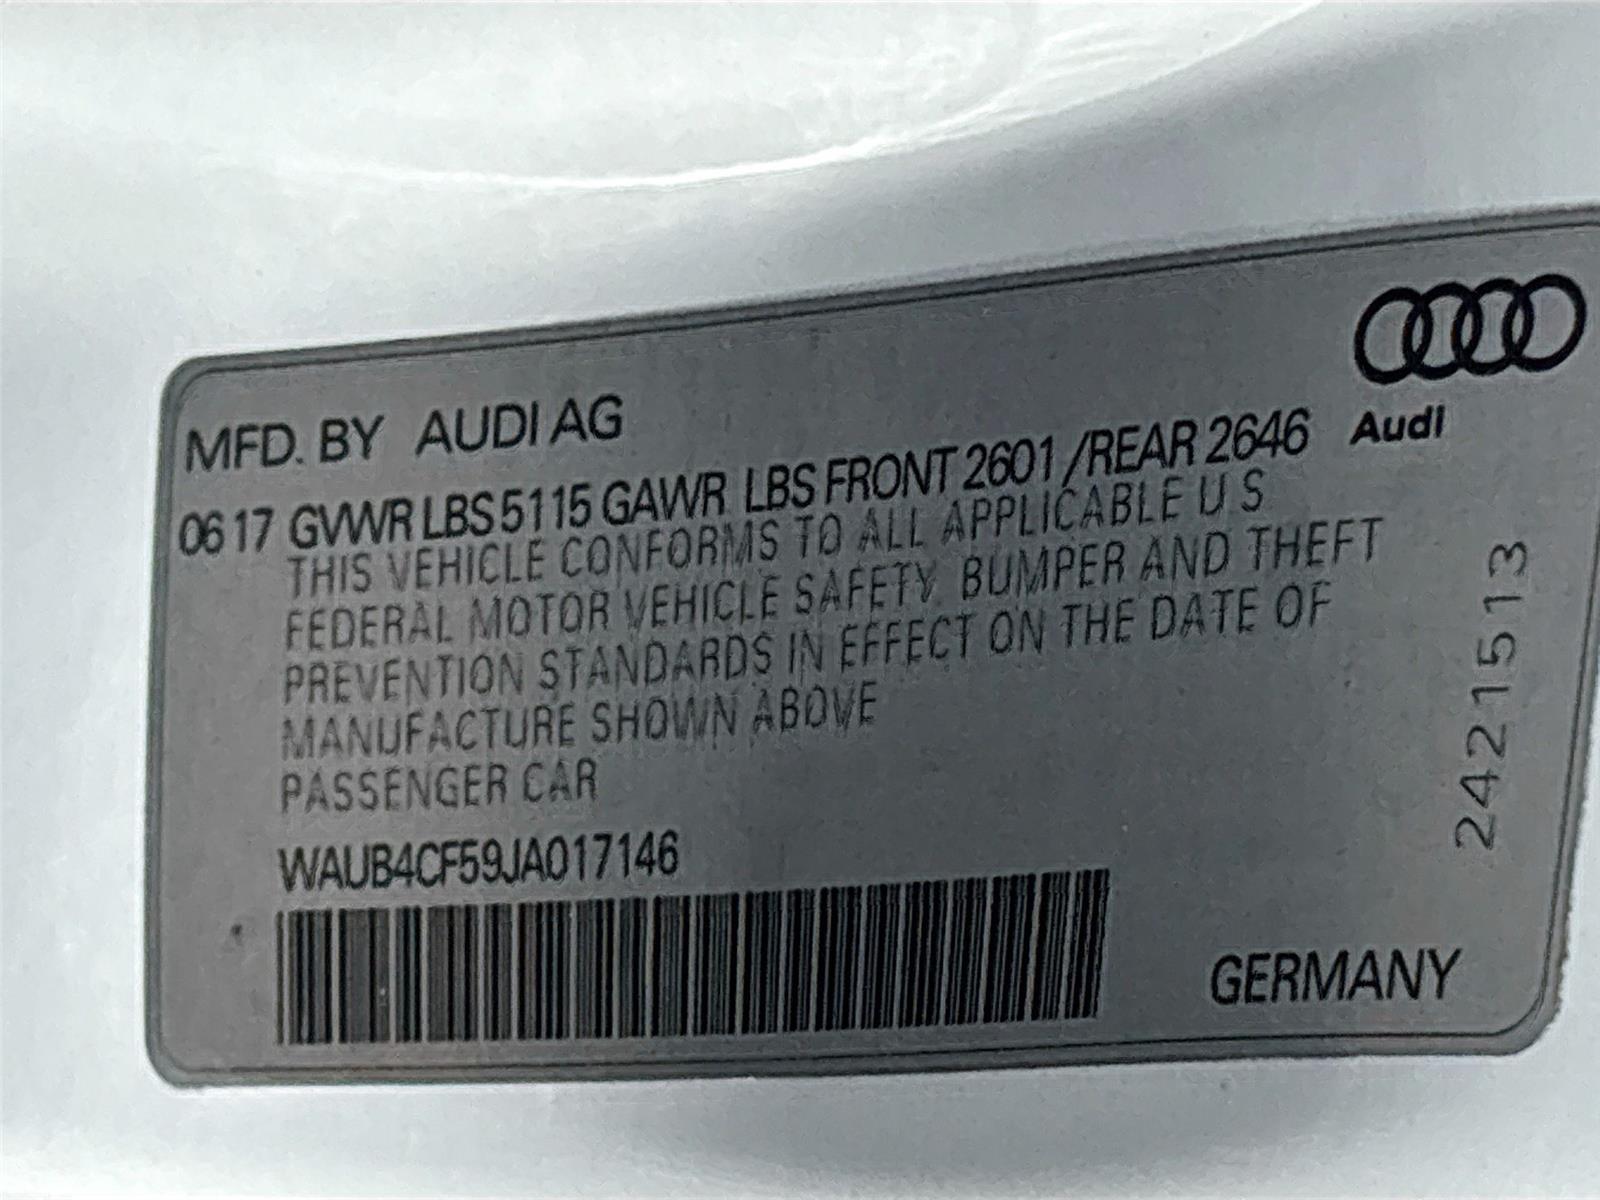 MFD. BY AUDI AG
06 17 GVWR LBS 5115 GAWR LBS FRONT 2601 /REAR 2646
Audi
THIS VEHICLE CONFORMS TO ALL APPLICABLE U S
FEDERAL MOTOR VEHICLE SAFETY, BUMPER AND THEFT
PREVENTION STANDARDS IN EFFECT ON THE DATE OF
MANUFACTURE SHOWN ABOVE
PASSENGER CAR
WAUB4CF59JA017146
GERMANY
2421513